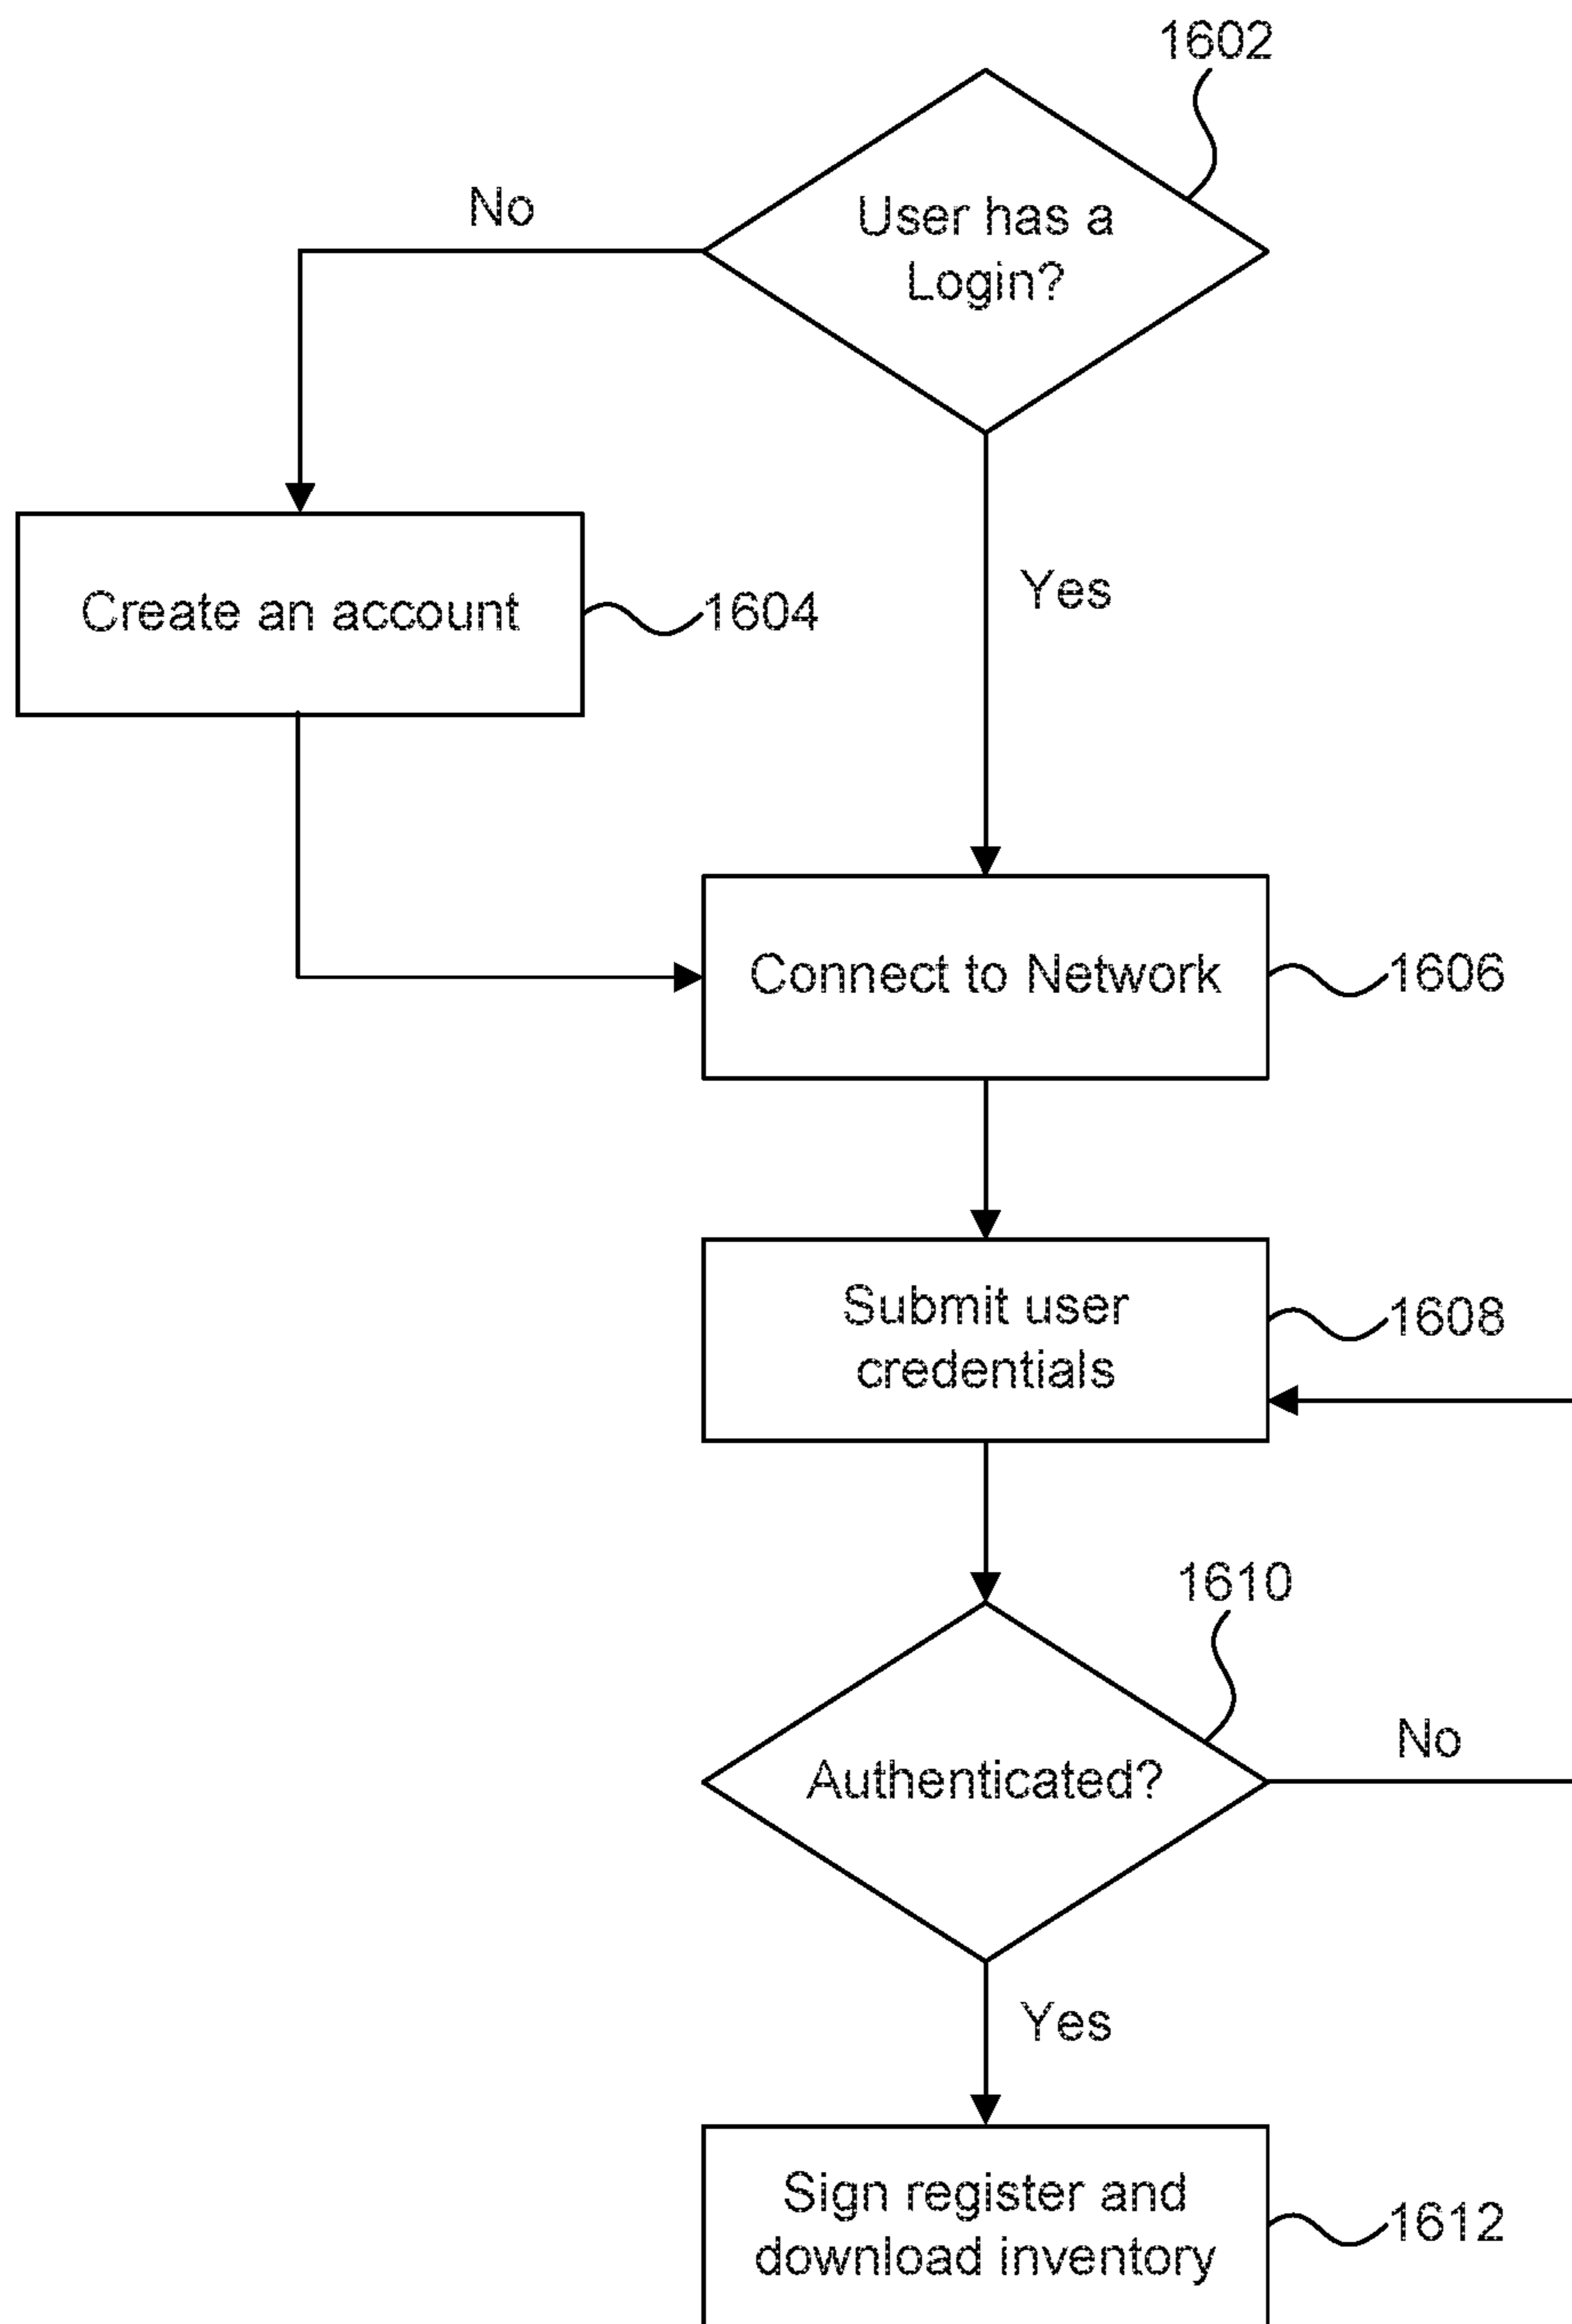 1602
No
User has a
Login?
Yes
Create an account
1604
Connect to Network
1606
Submit user
credentials
1608
1610
No
Authenticated?
Yes
Sign register and
download inventory
1612